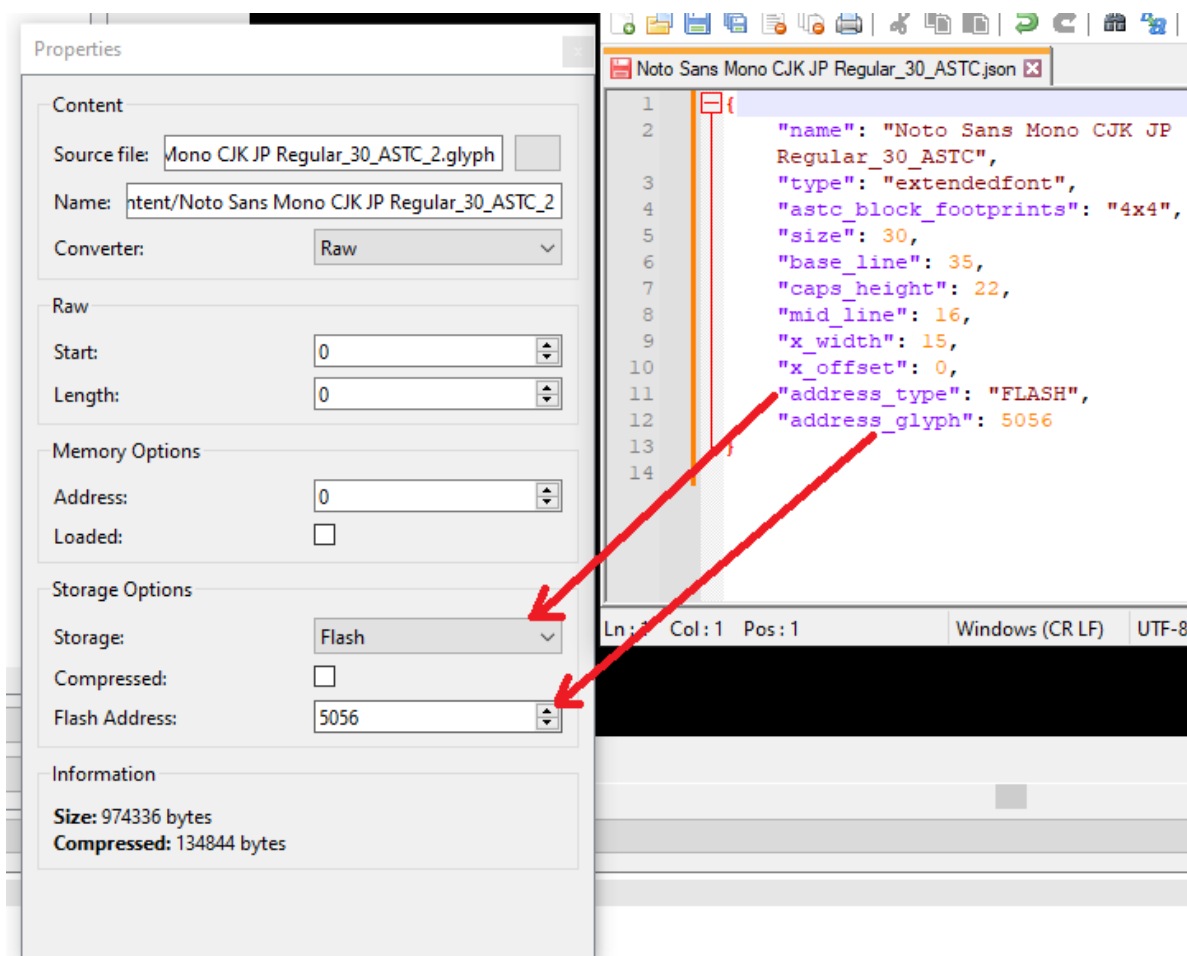 Properties
x
Content
Source file: Mono CJK JP Regular_30_ASTC_2.glyph
Name: ntent/Noto Sans Mono CJK JP Regular_30_ASTC_2
Converter: Raw
Raw
Start: 0
Length: 0
Memory Options
Address: 0
Loaded:
Storage Options
Storage: Flash
Compressed:
Flash Address: 5056
Information
Size: 974336 bytes
Compressed: 134844 bytes
Noto Sans Mono CJK JP Regular_30_ASTC.json
1 {
2 "name": "Noto Sans Mono CJK JP
Regular_30_ASTC",
3 "type": "extendedfont",
4 "astc_block_footprints": "4x4",
5 "size": 30,
6 "base_line": 35,
7 "caps_height": 22,
8 "mid_line": 16,
9 "x_width": 15,
10 "x_offset": 0,
11 "address_type": "FLASH",
12 "address_glyph": 5056
13 }
14
Ln : 1 Col : 1 Pos : 1 Windows (CR LF) UTF-8